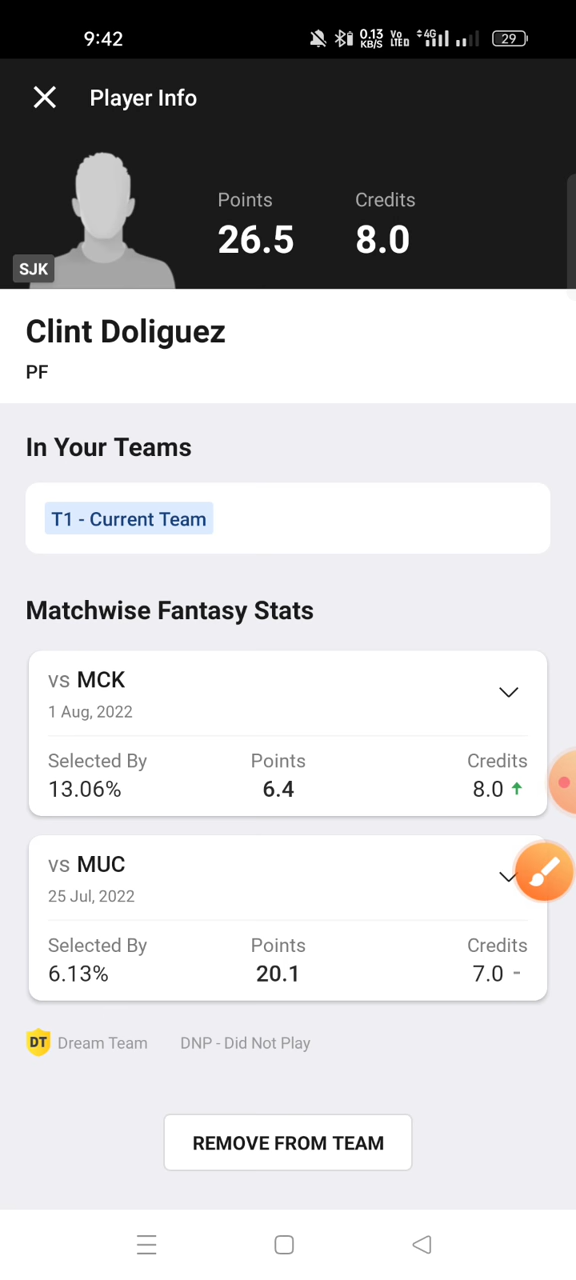 9:42
0.13 KB/S
Vo LTED
4G
29
Player Info
Points
Credits
26.5
8.0
SJK
Clint Doliguez
PF
In Your Teams
T1 - Current Team
Matchwise Fantasy Stats
vs MCK
1 Aug, 2022
Selected By Points Credits
13.06% 6.4 8.0
vs MUC
25 Jul, 2022
Selected By Points Credits
6.13% 20.1 7.0 -
DT Dream Team DNP - Did Not Play
REMOVE FROM TEAM